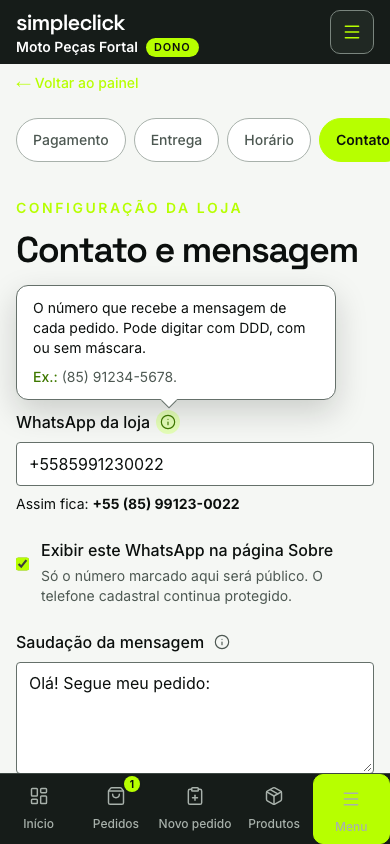 simpleclick
Moto Peças Fortal DONO
← Voltar ao painel
Pagamento Entrega Horário Contato
CONFIGURAÇÃO DA LOJA
Contato e mensagem
O número que recebe a mensagem de
cada pedido. Pode digitar com DDD, com
ou sem máscara.
Ex.: (85) 91234-5678.
WhatsApp da loja
+5585991230022
Assim fica: +55 (85) 99123-0022
Exibir este WhatsApp na página Sobre
Só o número marcado aqui será público. O
telefone cadastral continua protegido.
Saudação da mensagem
Olá! Segue meu pedido:
1
Início Pedidos Novo pedido Produtos Menu